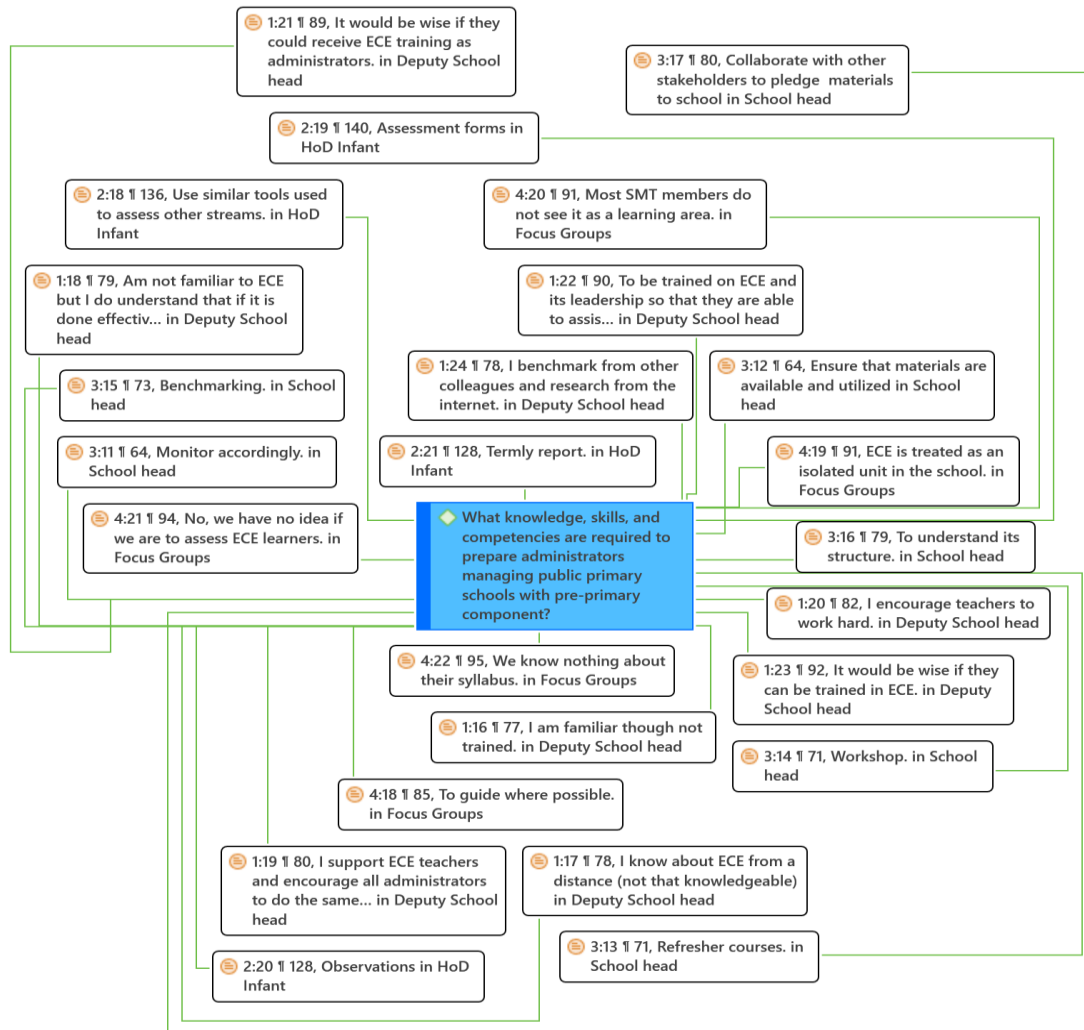 1:21 ¶ 89, It would be wise if they
could receive ECE training as
administrators. in Deputy School
head
3:17 ¶ 80, Collaborate with other
stakeholders to pledge  materials
to school in School head
2:19 ¶ 140, Assessment forms in
HoD Infant
2:18 ¶ 136, Use similar tools used
to assess other streams. in HoD
Infant
4:20 ¶ 91, Most SMT members do
not see it as a learning area. in
Focus Groups
1:18 ¶ 79, Am not familiar to ECE
but I do understand that if it is
done effectiv... in Deputy School
head
1:22 ¶ 90, To be trained on ECE and
its leadership so that they are able
to assis... in Deputy School head
3:15 ¶ 73, Benchmarking. in School
head
1:24 ¶ 78, I benchmark from other
colleagues and research from the
internet. in Deputy School head
3:12 ¶ 64, Ensure that materials are
available and utilized in School
head
3:11 ¶ 64, Monitor accordingly. in
School head
2:21 ¶ 128, Termly report. in HoD
Infant
4:19 ¶ 91, ECE is treated as an
isolated unit in the school. in
Focus Groups
4:21 ¶ 94, No, we have no idea if
we are to assess ECE learners. in
Focus Groups
What knowledge, skills, and
competencies are required to
prepare administrators
managing public primary
schools with pre-primary
component?
3:16 ¶ 79, To understand its
structure. in School head
1:20 ¶ 82, I encourage teachers to
work hard. in Deputy School head
4:22 ¶ 95, We know nothing about
their syllabus. in Focus Groups
1:23 ¶ 92, It would be wise if they
can be trained in ECE. in Deputy
School head
1:16 ¶ 77, I am familiar though not
trained. in Deputy School head
3:14 ¶ 71, Workshop. in School
head
4:18 ¶ 85, To guide where possible.
in Focus Groups
1:19 ¶ 80, I support ECE teachers
and encourage all administrators
to do the same... in Deputy School
head
1:17 ¶ 78, I know about ECE from a
distance (not that knowledgeable)
in Deputy School head
3:13 ¶ 71, Refresher courses. in
School head
2:20 ¶ 128, Observations in HoD
Infant